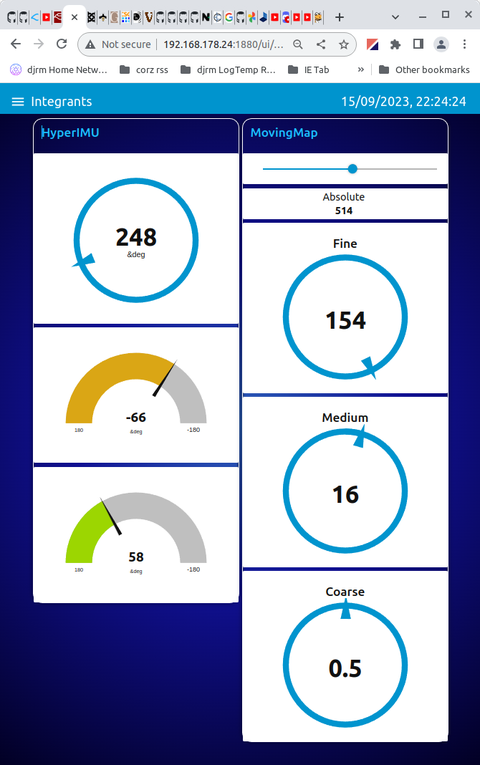 Not secure
192.168.178.24:1880/ui/...
djrm Home Netw...
corz rss
djrm LogTemp R...
IE Tab
»
Other bookmarks
Integrants
15/09/2023, 22:24:24
HyperIMU
248
&deg
-66
180
&deg
-180
58
180
&deg
-180
MovingMap
Absolute
514
Fine
154
Medium
16
Coarse
0.5